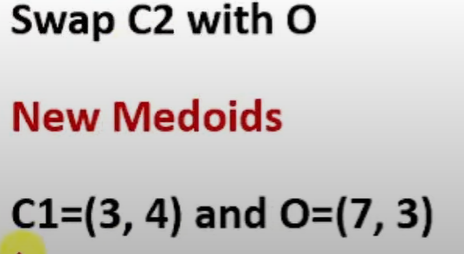 Swap C2 with O
New Medoids
C1=(3, 4) and O=(7, 3)